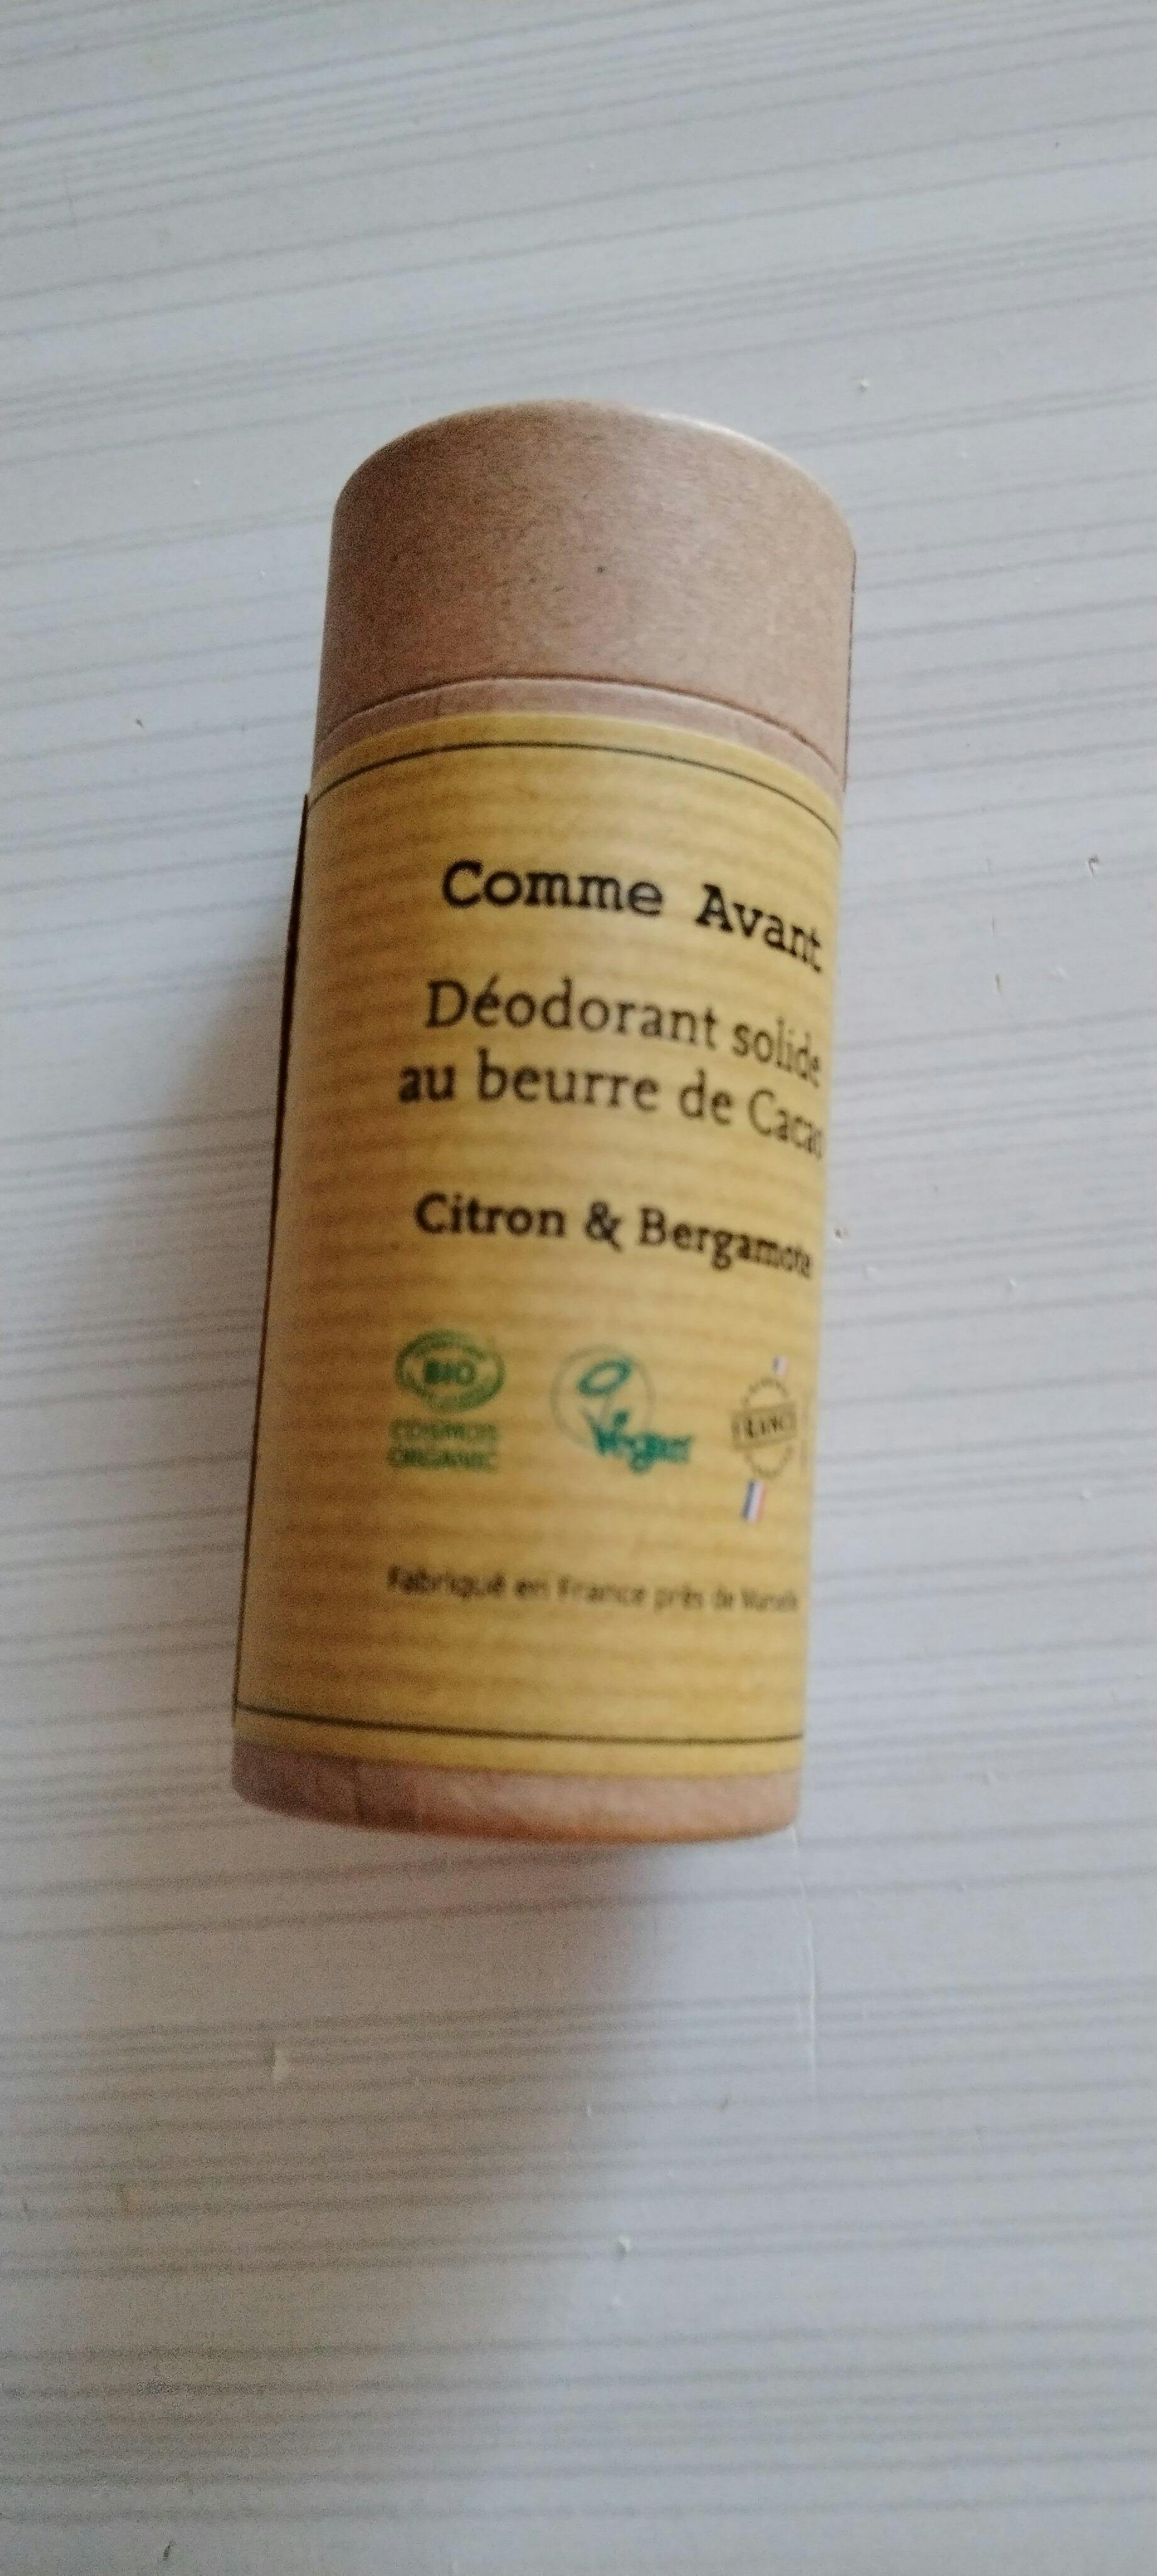 Comme Avant
Déodorant solide
au beurre de Cacao
Citron & Bergamote
BIO
COSMOS
ORGANIC
Vegan
FRANCE
Fabriqué en France près de Marseille